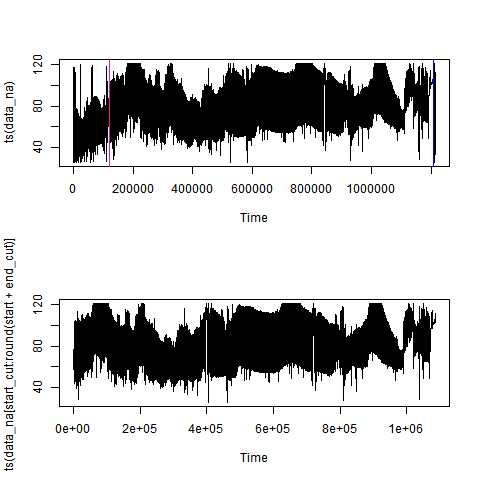 ts(data_na)
120
80
40
0 200000 400000 600000 800000 1000000
Time
ts(data_na[start_cut:round(start + end_cut)]
120
80
40
0e+00 2e+05 4e+05 6e+05 8e+05 1e+06
Time